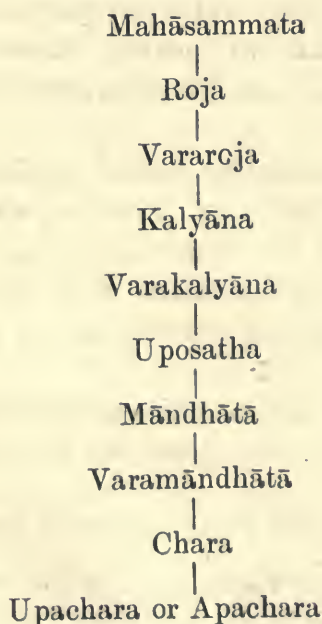 Mahāsammata
Roja
Vararoja
Kalyāna
Varakalyāna
Uposatha
Māndhātā
Varamāndhātā
Chara
Upachara or Apachara